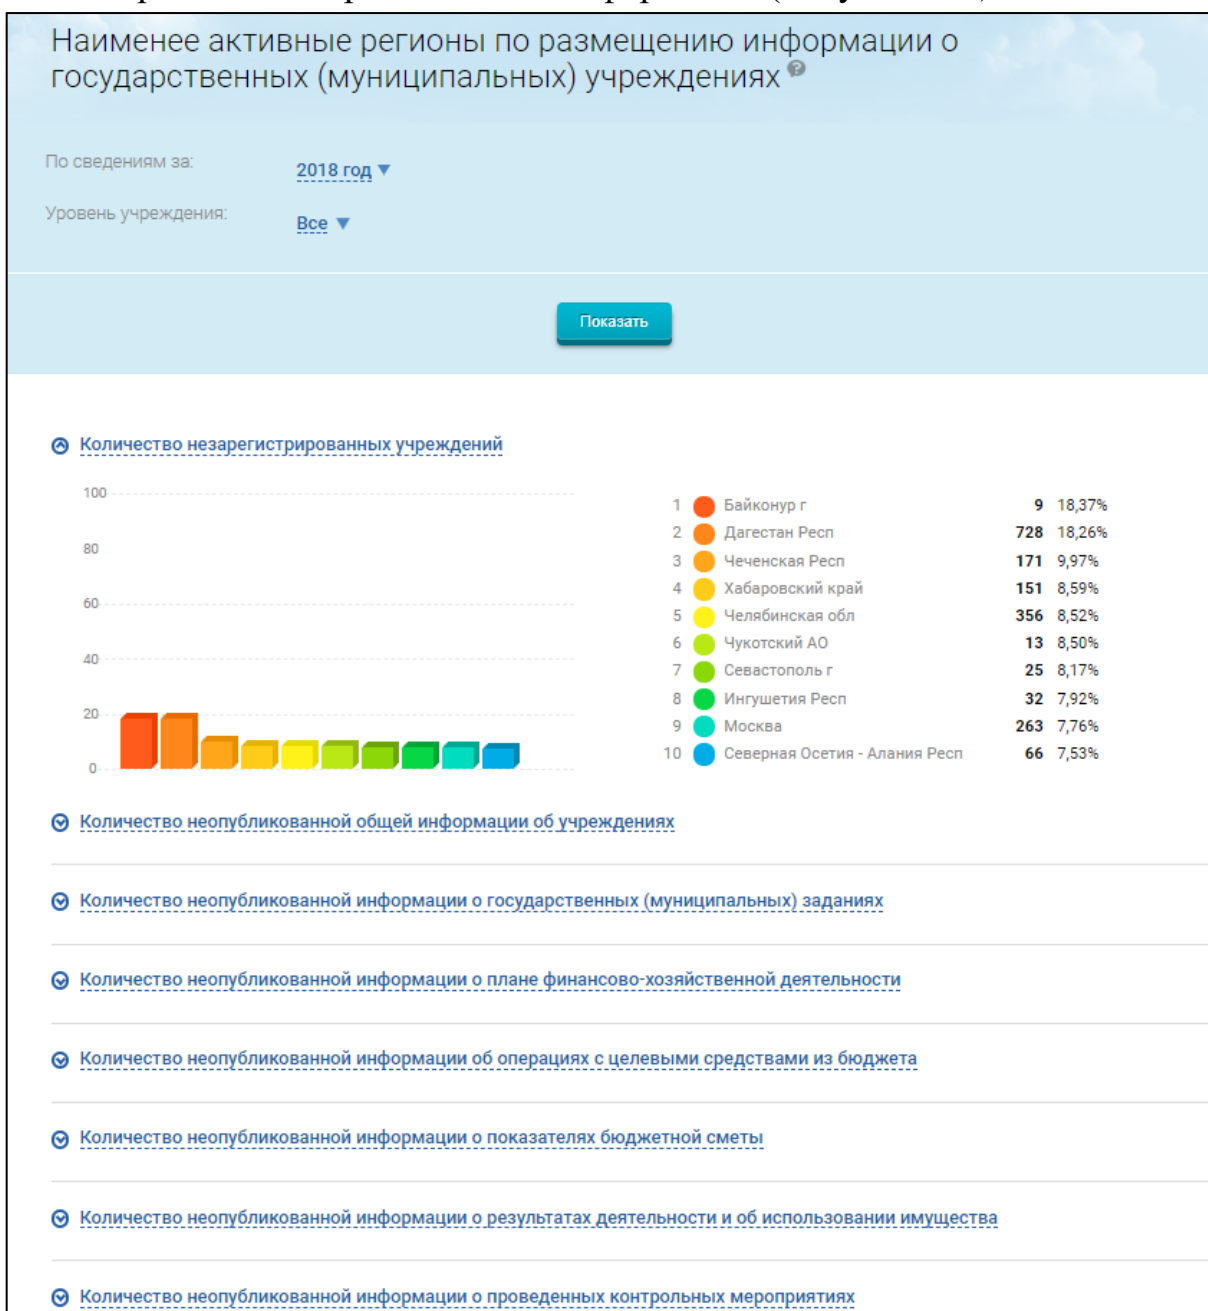 Наименее активные регионы по размещению информации о
государственных (муниципальных) учреждениях ?
По сведениям за: 2018 год
Уровень учреждения: Все
Показать
Количество незарегистрированных учреждений
100
80
60
40
20
0
1 Байконур г 9 18,37%
2 Дагестан Респ 728 18,26%
3 Чеченская Респ 171 9,97%
4 Хабаровский край 151 8,59%
5 Челябинская обл 356 8,52%
6 Чукотский АО 13 8,50%
7 Севастополь г 25 8,17%
8 Ингушетия Респ 32 7,92%
9 Москва 263 7,76%
10 Северная Осетия - Алания Респ 66 7,53%
Количество неопубликованной общей информации об учреждениях
Количество неопубликованной информации о государственных (муниципальных) заданиях
Количество неопубликованной информации о плане финансово-хозяйственной деятельности
Количество неопубликованной информации об операциях с целевыми средствами из бюджета
Количество неопубликованной информации о показателях бюджетной сметы
Количество неопубликованной информации о результатах деятельности и об использовании имущества
Количество неопубликованной информации о проведенных контрольных мероприятиях